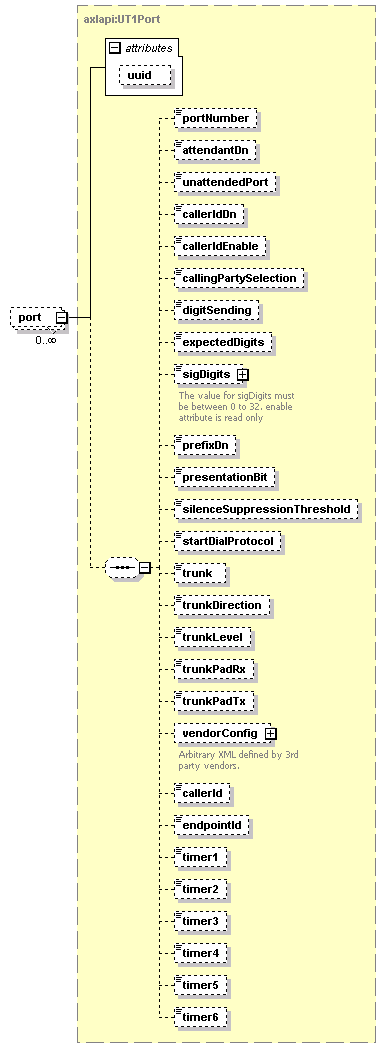 axlapi:UT1Port
attributes
uuid
portNumber
attendantDn
unattendedPort
callerIdDn
callerIdEnable
callingPartySelection
digitSending
port
0..∞
expectedDigits
sigDigits
The value for sigDigits must
be between 0 to 32. enable
attribute is read only
prefixDn
presentationBit
silenceSuppressionThreshold
startDialProtocol
trunk
trunkDirection
trunkLevel
trunkPadRx
trunkPadTx
vendorConfig
Arbitrary XML defined by 3rd
party vendors.
callerId
endpointId
timer1
timer2
timer3
timer4
timer5
timer6